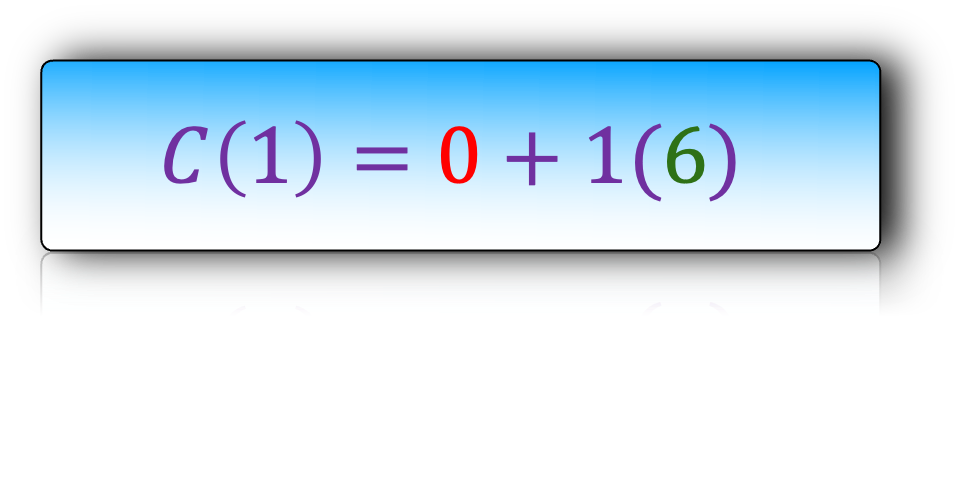 C(1) = 0 + 1(6)